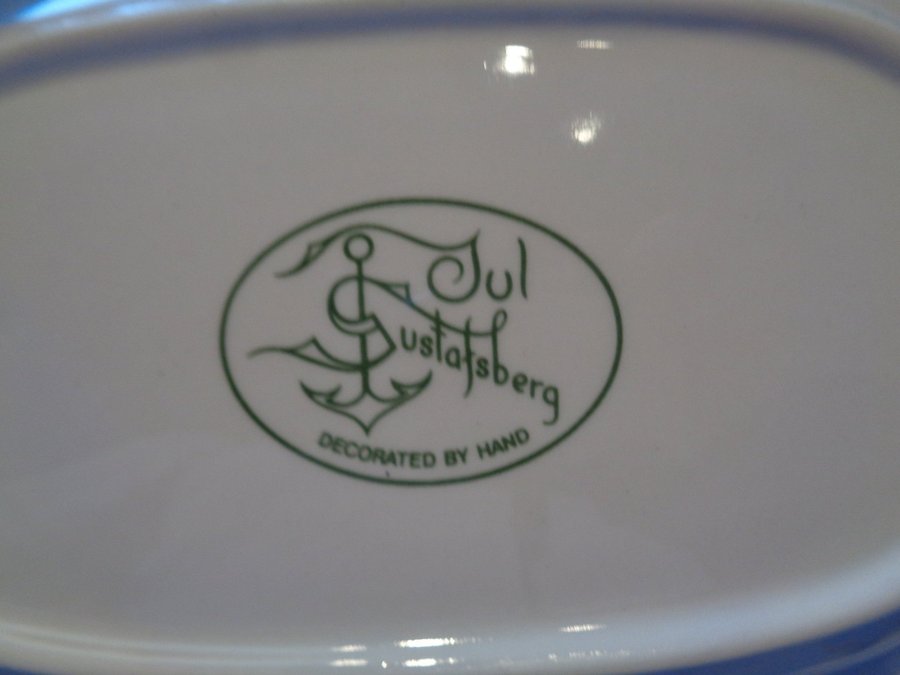 Jul
Gustafsberg
DECORATED BY HAND